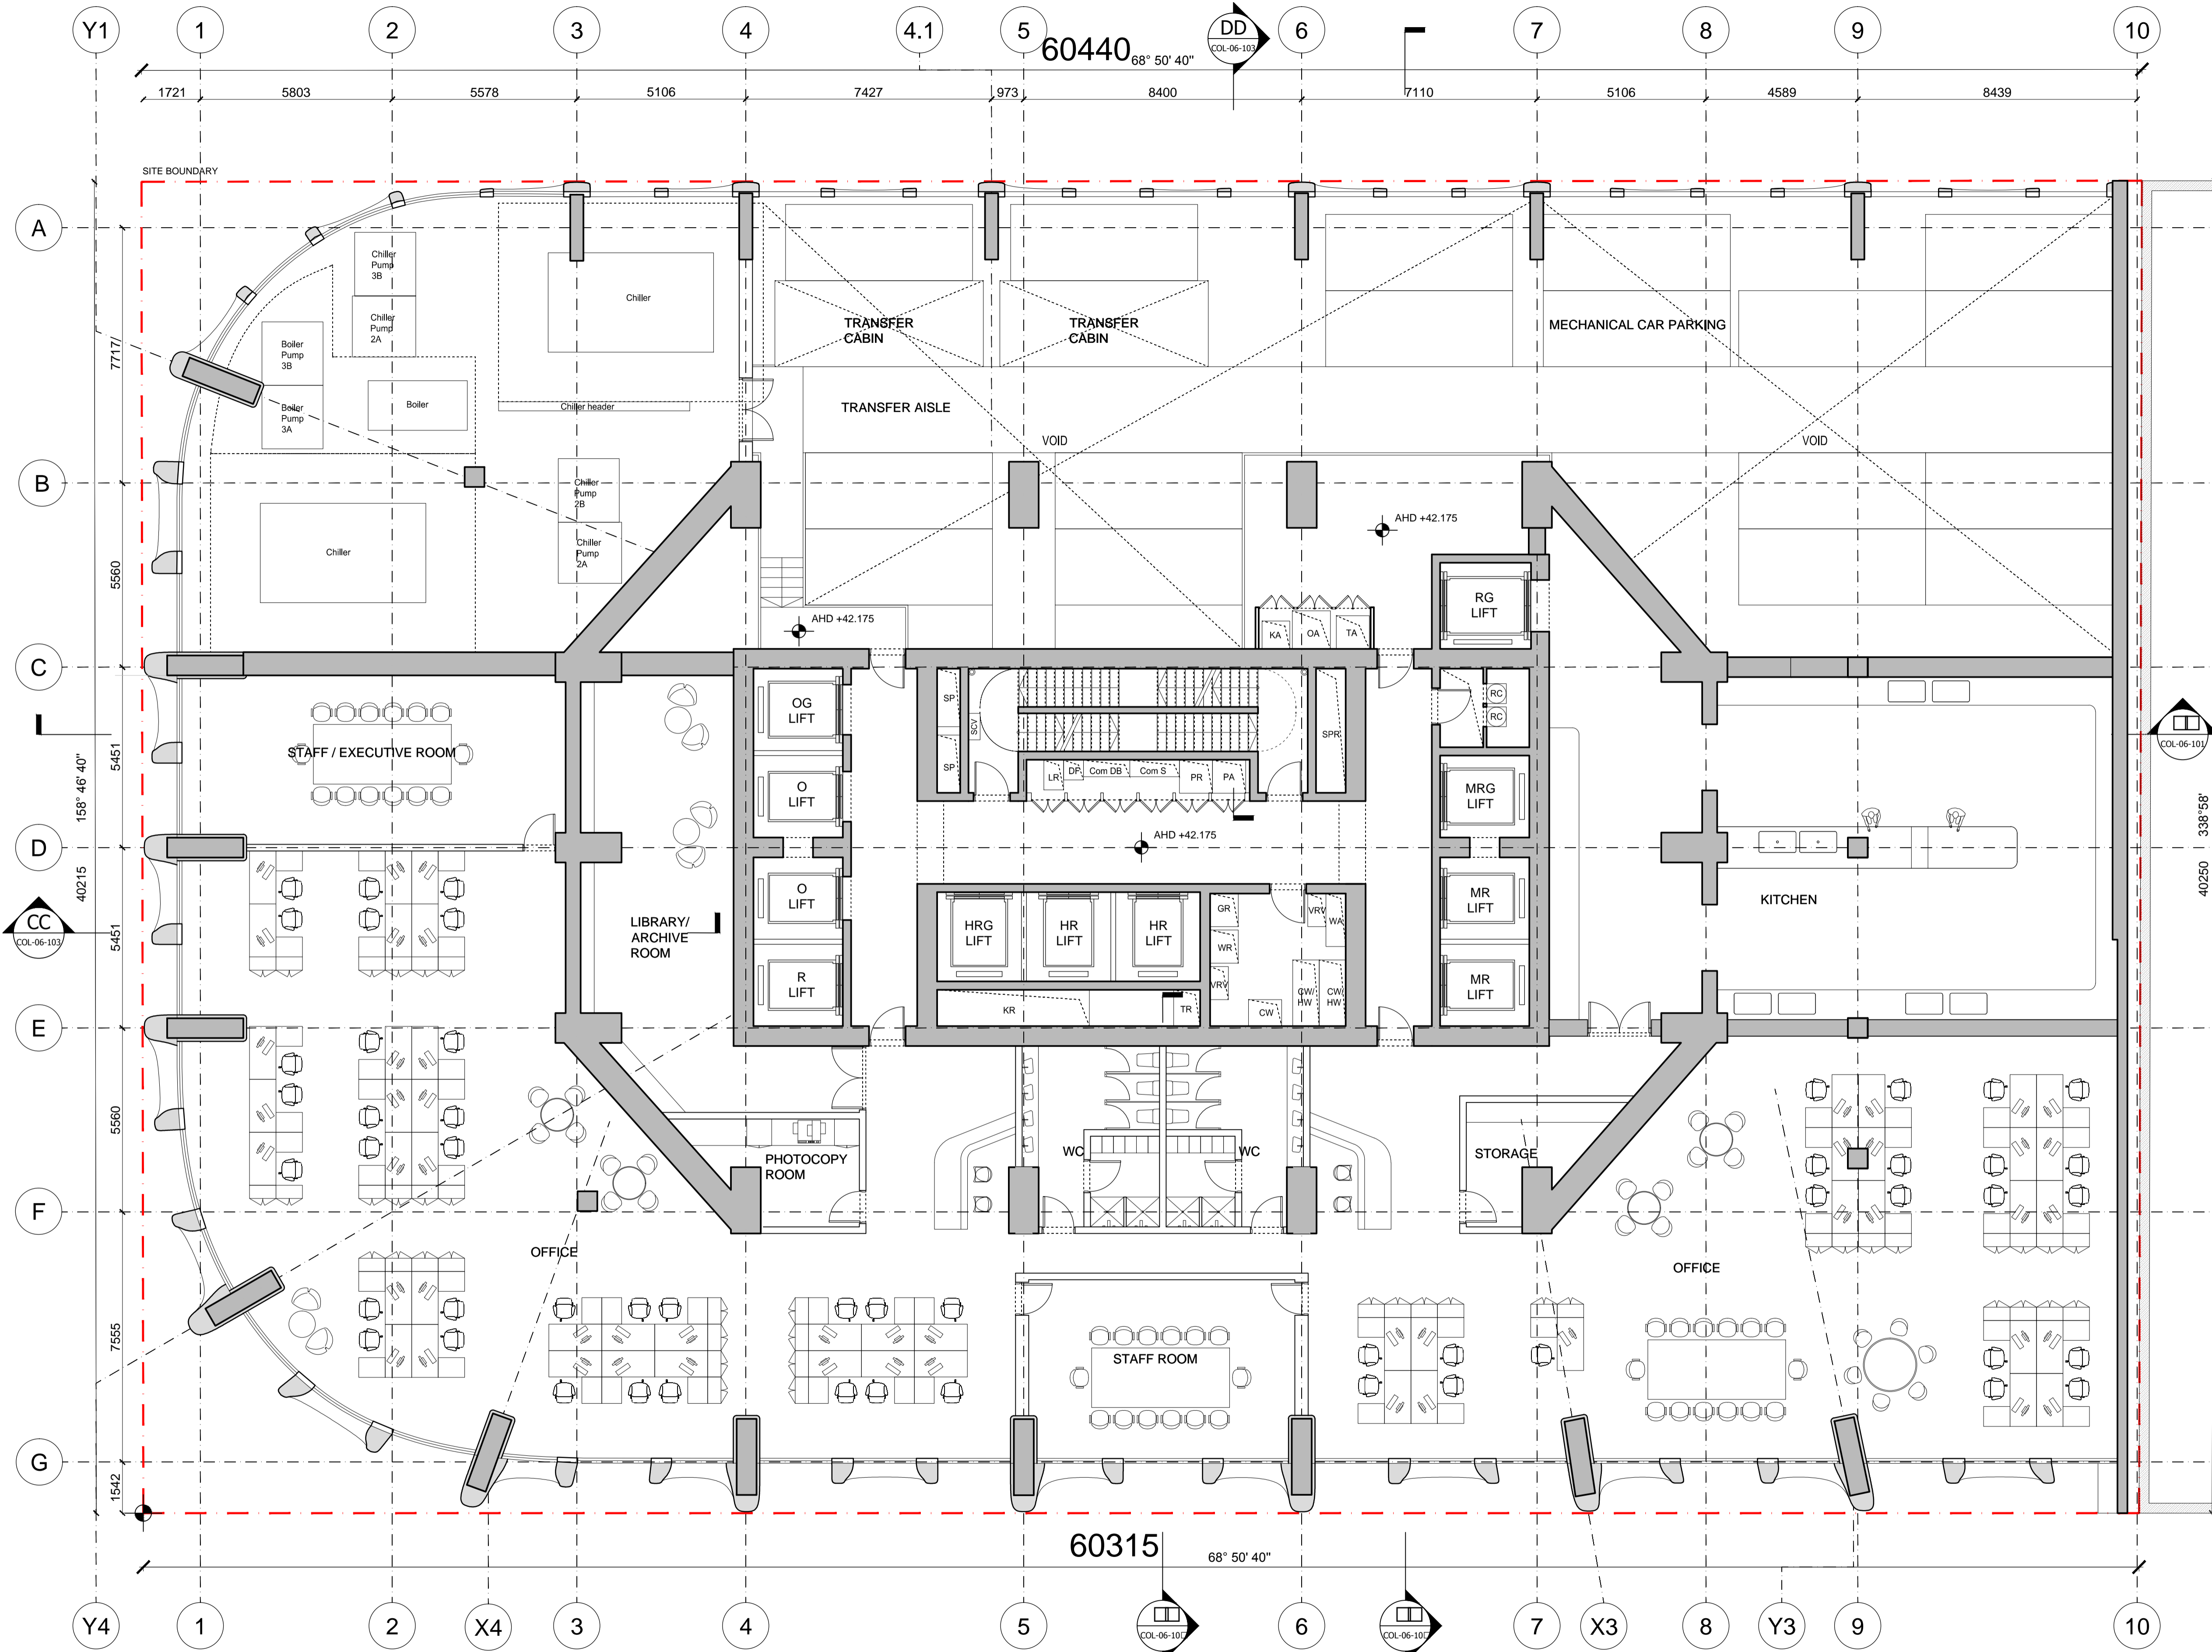 Y1
1
2
3
4
4.1
5
60440
68° 50' 40"
DD
COL-06-103
6
7
8
9
10
1721
5803
5578
5106
7427
973
8400
7110
5106
4589
8439
SITE BOUNDARY
A
Chiller
Pump
3B
Chiller
Chiller
Pump
2A
TRANSFER
CABIN
TRANSFER
CABIN
MECHANICAL CAR PARKING
7717
Boiler
Pump
3B
Boiler
Pump
3A
Boiler
Chiller header
TRANSFER AISLE
VOID
VOID
B
Chiller
Pump
2B
AHD +42.175
Chiller
Chiller
Pump
2A
5560
RG
LIFT
AHD +42.175
KA
OA
TA
C
OG
LIFT
SP
SCV
SP
SPR
RC
RC
COL-06-101
5451
158° 46' 40"
STAFF / EXECUTIVE ROOM
O
LIFT
LR
DF
Com DB
Com S
PR
PA
MRG
LIFT
338°58'
D
AHD +42.175
40215
40250
O
LIFT
KITCHEN
MR
LIFT
CC
COL-06-103
5451
LIBRARY/
ARCHIVE
ROOM
HRG
LIFT
HR
LIFT
HR
LIFT
GR
WR
VRV
VRV
WA
R
LIFT
KR
TR
CW
CW/
HW
CW/
HW
MR
LIFT
E
5560
PHOTOCOPY
ROOM
WC
WC
STORAGE
F
OFFICE
OFFICE
7555
STAFF ROOM
G
1542
60315
68° 50' 40"
COL-06-10
COL-06-10
Y4
1
2
X4
3
4
5
6
7
X3
8
Y3
9
10